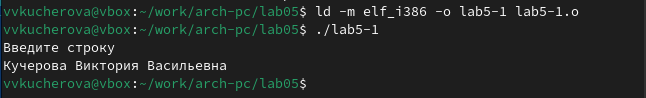 vvkucherova@vbox:~/work/arch-pc/lab05$ ld -m elf_i386 -o lab5-1 lab5-1.o
vvkucherova@vbox:~/work/arch-pc/lab05$ ./lab5-1
Введите строку
Кучерова Виктория Васильевна
vvkucherova@vbox:~/work/arch-pc/lab05$